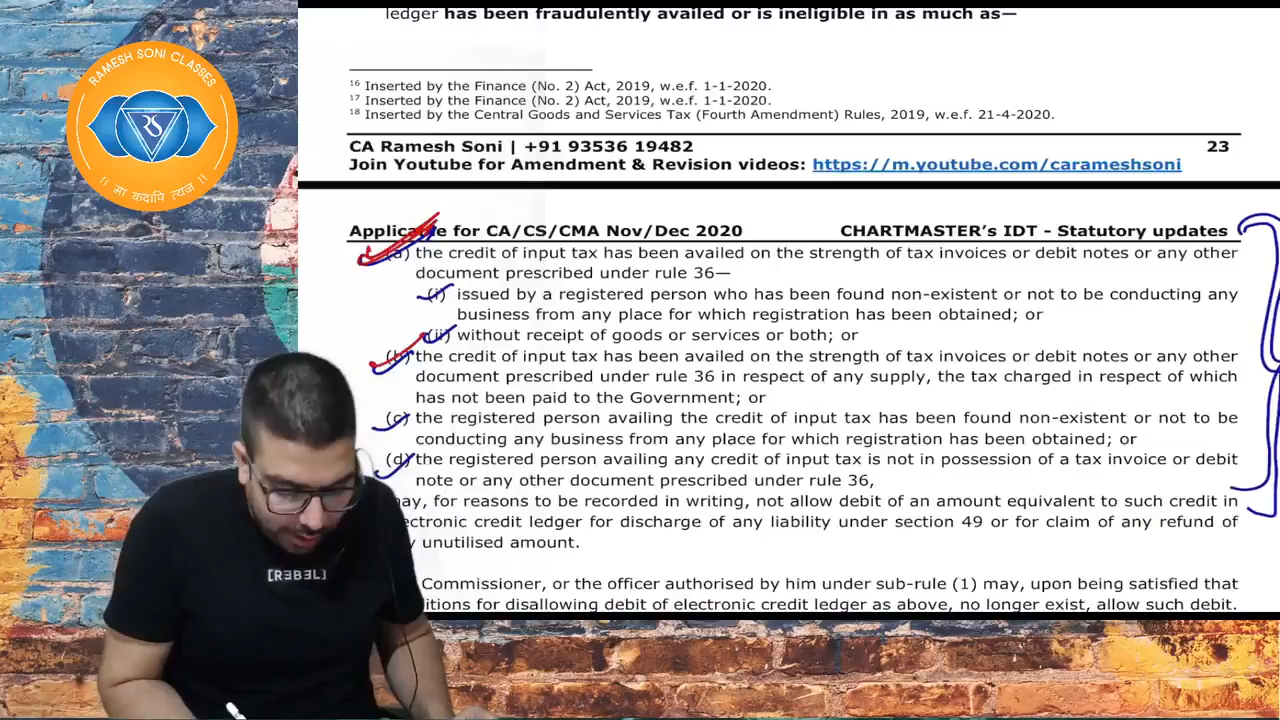 RAMESH SONI CLASSES
।। मा कदापि त्यज ।।
ledger has been fraudulently availed or is ineligible in as much as—
16 Inserted by the Finance (No. 2) Act, 2019, w.e.f. 1-1-2020.
17 Inserted by the Finance (No. 2) Act, 2019, w.e.f. 1-1-2020.
18 Inserted by the Central Goods and Services Tax (Fourth Amendment) Rules, 2019, w.e.f. 21-4-2020.
CA Ramesh Soni | +91 93536 19482 23
Join Youtube for Amendment & Revision videos: https://m.youtube.com/carameshsoni
Applicable for CA/CS/CMA Nov/Dec 2020 CHARTMASTER's IDT - Statutory updates
(a) the credit of input tax has been availed on the strength of tax invoices or debit notes or any other
document prescribed under rule 36—
(i) issued by a registered person who has been found non-existent or not to be conducting any
business from any place for which registration has been obtained; or
(ii) without receipt of goods or services or both; or
(b) the credit of input tax has been availed on the strength of tax invoices or debit notes or any other
document prescribed under rule 36 in respect of any supply, the tax charged in respect of which
has not been paid to the Government; or
(c) the registered person availing the credit of input tax has been found non-existent or not to be
conducting any business from any place for which registration has been obtained; or
(d) the registered person availing any credit of input tax is not in possession of a tax invoice or debit
note or any other document prescribed under rule 36,
may, for reasons to be recorded in writing, not allow debit of an amount equivalent to such credit in
ectronic credit ledger for discharge of any liability under section 49 or for claim of any refund of
unutilised amount.
Commissioner, or the officer authorised by him under sub-rule (1) may, upon being satisfied that
itions for disallowing debit of electronic credit ledger as above, no longer exist, allow such debit.
[REBEL]